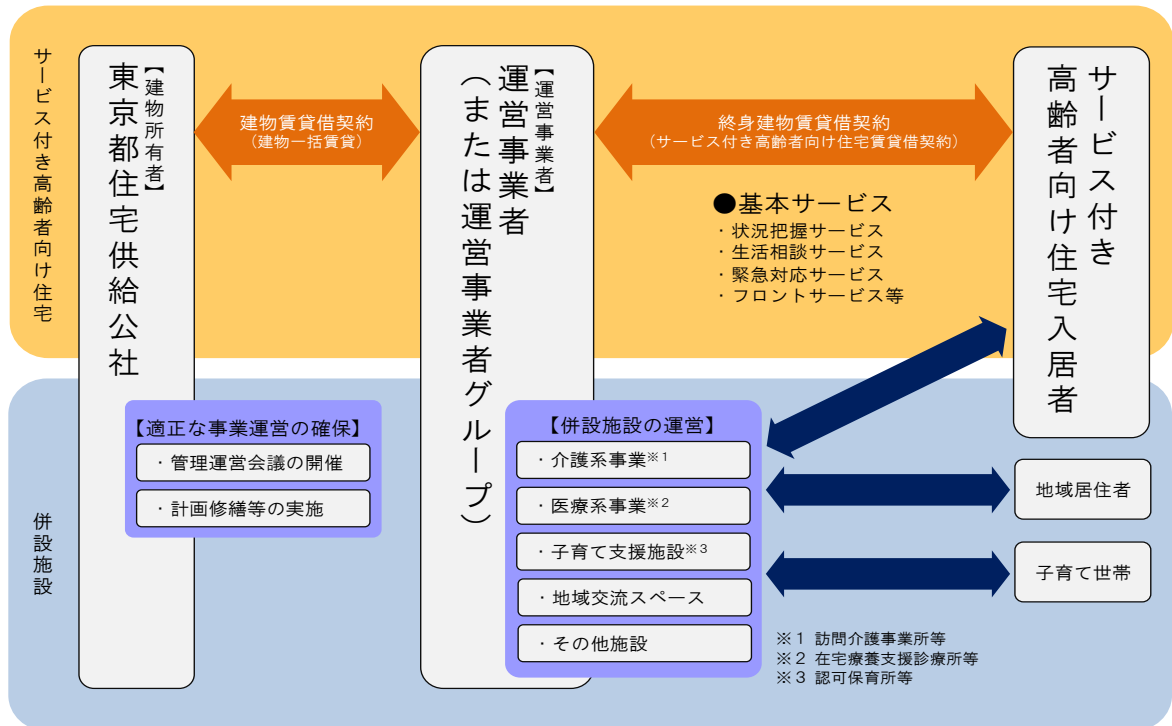 サービス付き高齢者向け住宅
【建物所有者】
東京都住宅供給公社
建物賃貸借契約
(建物一括賃貸)
【運営事業者】
運営事業者
(または運営事業者グループ)
終身建物賃貸借契約
(サービス付き高齢者向け住宅賃貸借契約)
●基本サービス
・状況把握サービス
・生活相談サービス
・緊急対応サービス
・フロントサービス等
サービス付き
高齢者向け住宅入居者
併設施設
【適正な事業運営の確保】
・管理運営会議の開催
・計画修繕等の実施
【併設施設の運営】
・介護系事業※1
・医療系事業※2
・子育て支援施設※3
・地域交流スペース
・その他施設
地域居住者
子育て世帯
※1 訪問介護事業所等
※2 在宅療養支援診療所等
※3 認可保育所等